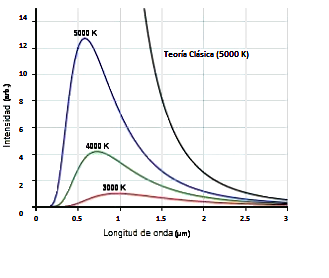 14
5000 K
12
Teoría Clásica (5000 K)
10
8
6
4000 K
4
3000 K
2
0
0 0.5 1 1.5 2 2.5 3
Intensidad (arb.)
Longitud de onda (μm)